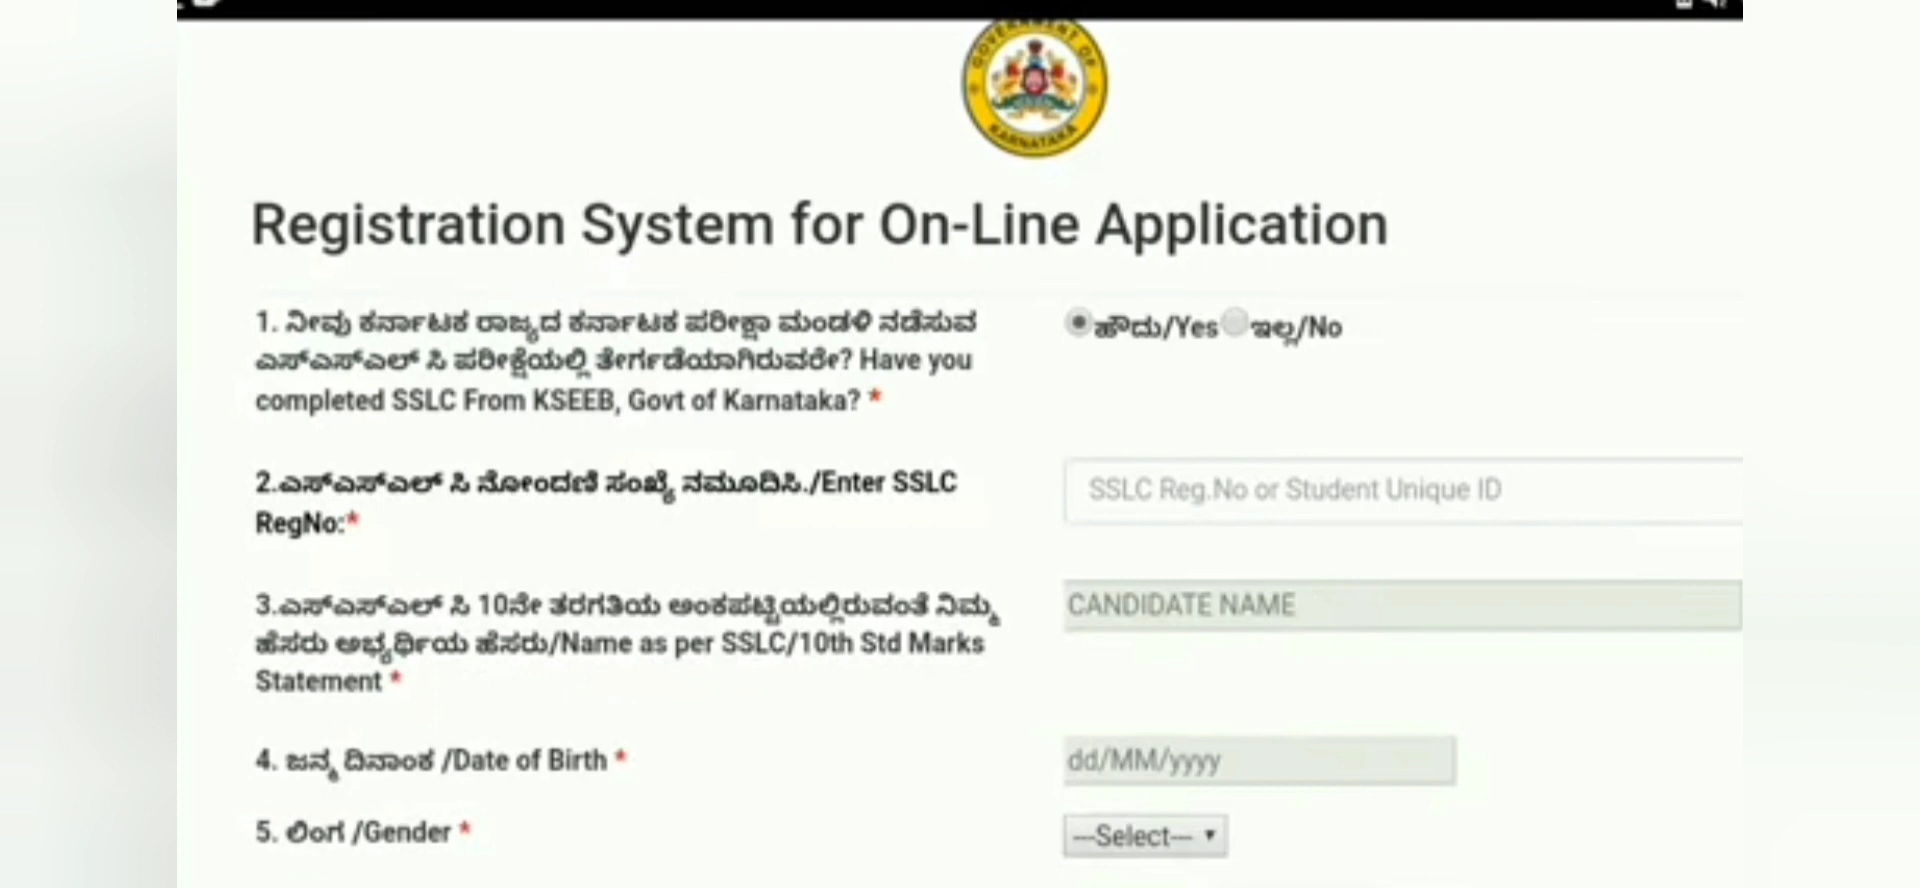 GOVERNMENT OF
KARNATAKA
Registration System for On-Line Application
1. ನೀವು ಕರ್ನಾಟಕ ರಾಜ್ಯದ ಕರ್ನಾಟಕ ಪರೀಕ್ಷಾ ಮಂಡಳಿ ನಡೆಸುವ
ಎಸ್ಎಸ್ಎಲ್ ಸಿ ಪರೀಕ್ಷೆಯಲ್ಲಿ ತೇರ್ಗಡೆಯಾಗಿರುವರೇ? Have you
completed SSLC From KSEEB, Govt of Karnataka? *
ಹೌದು/Yes ಇಲ್ಲ/No
2.ಎಸ್ಎಸ್ಎಲ್ ಸಿ ನೋಂದಣಿ ಸಂಖ್ಯೆ ನಮೂದಿಸಿ./Enter SSLC
RegNo:*
SSLC Reg.No or Student Unique ID
3.ಎಸ್ಎಸ್ಎಲ್ ಸಿ 10ನೇ ತರಗತಿಯ ಅಂಕಪಟ್ಟಿಯಲ್ಲಿರುವಂತೆ ನಿಮ್ಮ
ಹೆಸರು ಅಭ್ಯರ್ಥಿಯ ಹೆಸರು/Name as per SSLC/10th Std Marks
Statement *
CANDIDATE NAME
4. ಜನ್ಮ ದಿನಾಂಕ /Date of Birth *
dd/MM/yyyy
5. ಲಿಂಗ /Gender *
---Select---